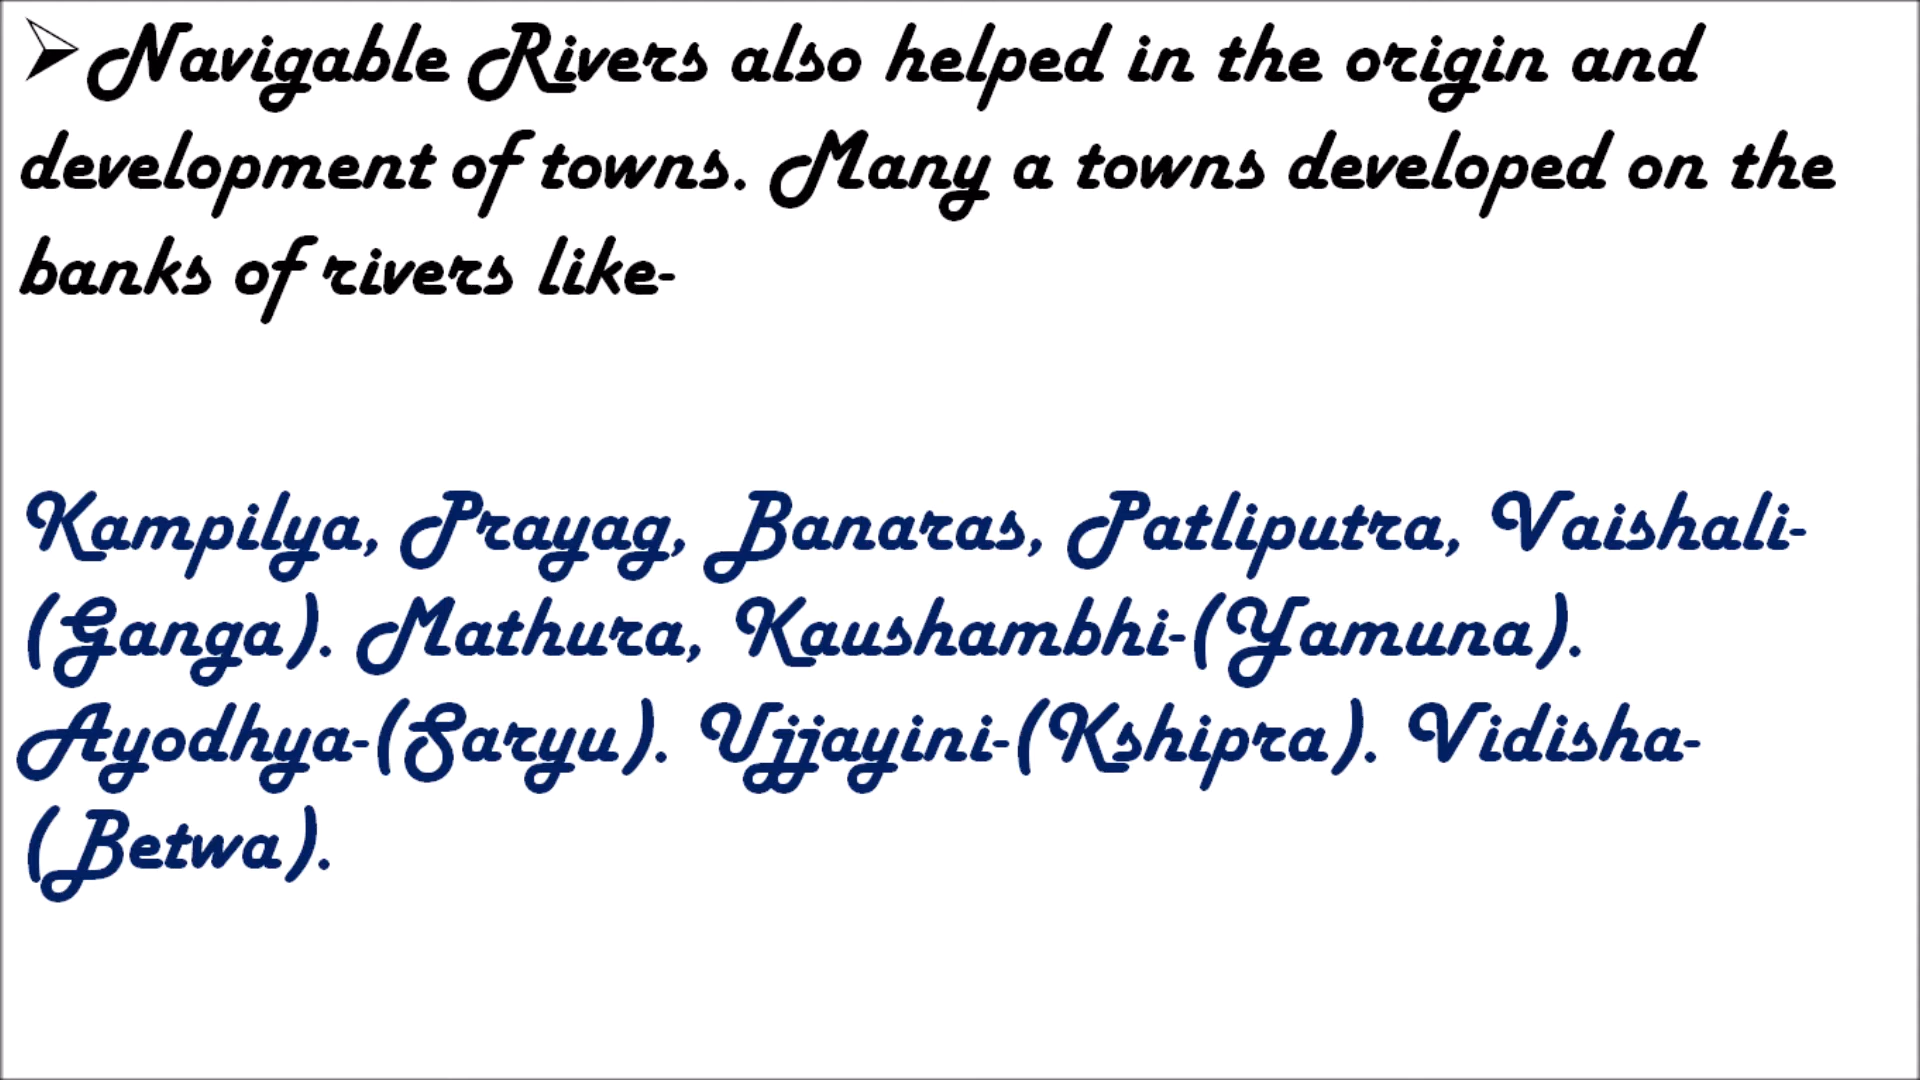 ➢Navigable Rivers also helped in the origin and
development of towns. Many a towns developed on the
banks of rivers like-
Kampilya, Prayag, Banaras, Patliputra, Vaishali-
(Ganga). Mathura, Kaushambhi-(Yamuna).
Ayodhya-(Saryu). Ujjayini-(Kshipra). Vidisha-
(Betwa).